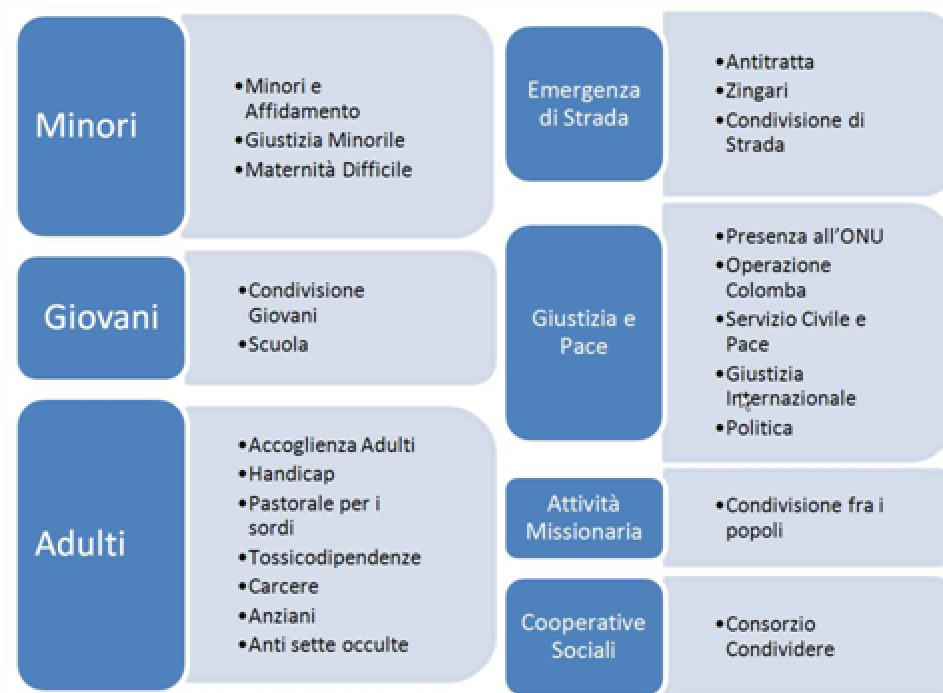 Minori
•Minori e
Affidamento
•Giustizia Minorile
•Maternità Difficile
Giovani
•Condivisione
Giovani
•Scuola
Adulti
•Accoglienza Adulti
•Handicap
•Pastorale per i
sordi
•Tossicodipendenze
•Carcere
•Anziani
•Anti sette occulte
Emergenza
di Strada
•Antitratta
•Zingari
•Condivisione di
Strada
Giustizia e
Pace
•Presenza all'ONU
•Operazione
Colomba
•Servizio Civile e
Pace
•Giustizia
Internazionale
•Politica
Attività
Missionaria
•Condivisione fra i
popoli
Cooperative
Sociali
•Consorzio
Condividere